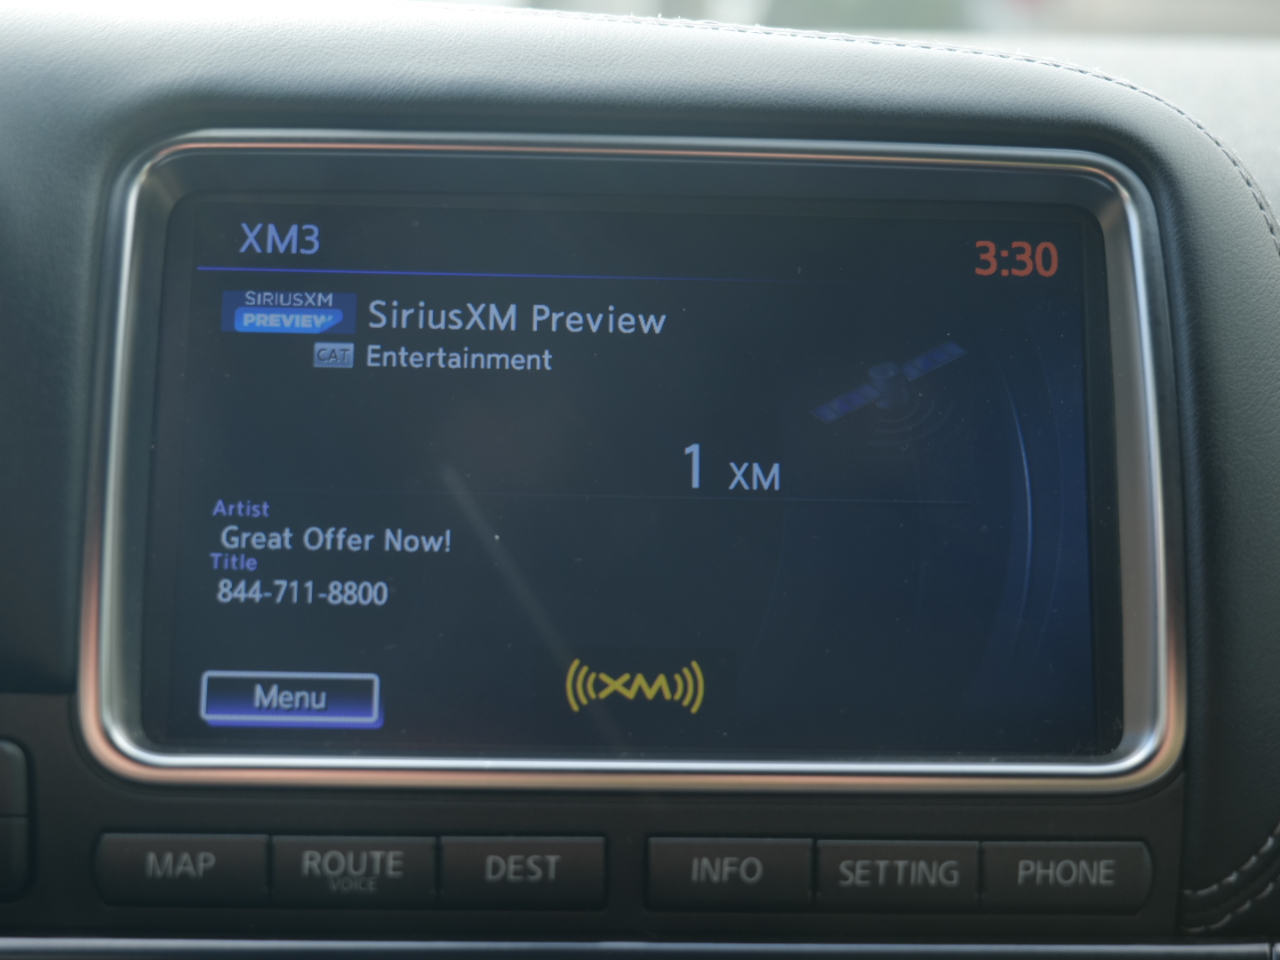 XM3
3:30
SIRIUSXM
PREVIEW
SiriusXM Preview
CAT Entertainment
1 XM
Artist
Great Offer Now!
Title
844-711-8800
Menu
((((XM))))
MAP
ROUTE
VOICE
DEST
INFO
SETTING
PHONE